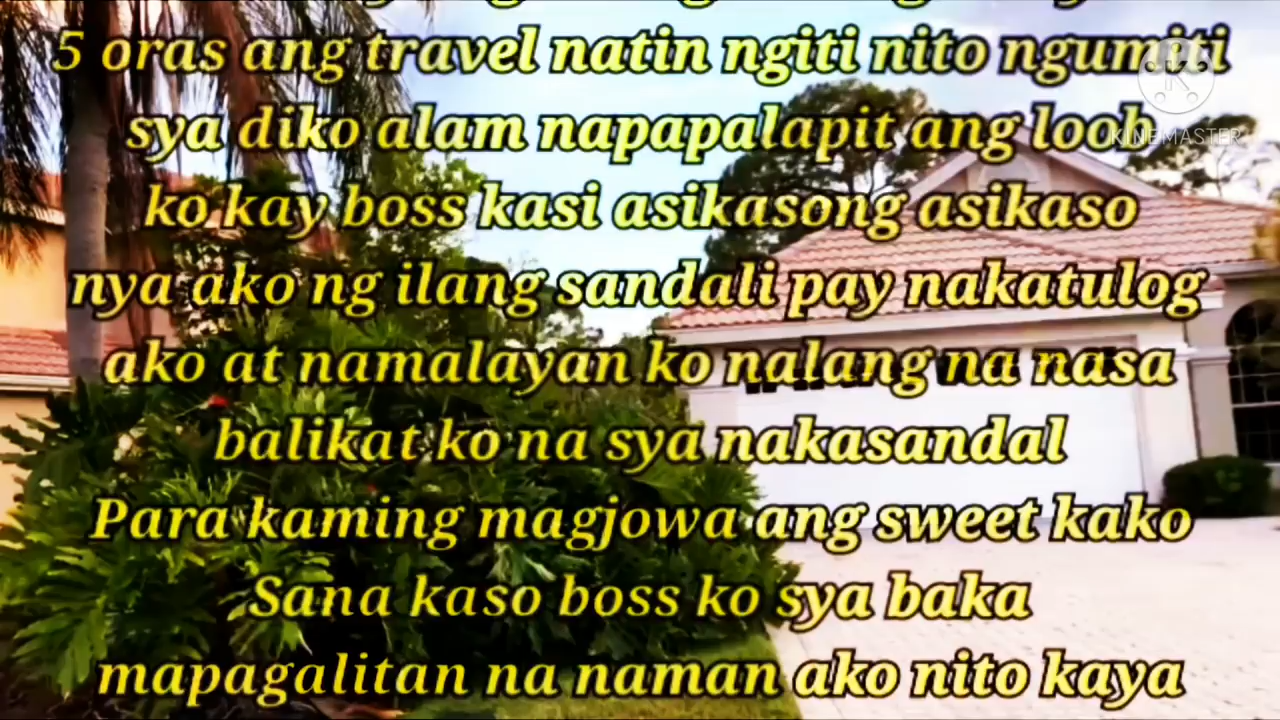 5 oras ang travel natin ngiti nito ngumiti
sya diko alam napapalapit ang loob
ko kay boss kasi asikasong asikaso
nya ako ng ilang sandali pay nakatulog
ako at namalayan ko nalang na nasa
balikat ko na sya nakasandal
Para kaming magjowa ang sweet kako
Sana kaso boss ko sya baka
mapagalitan na naman ako nito kaya
KINEMASTER